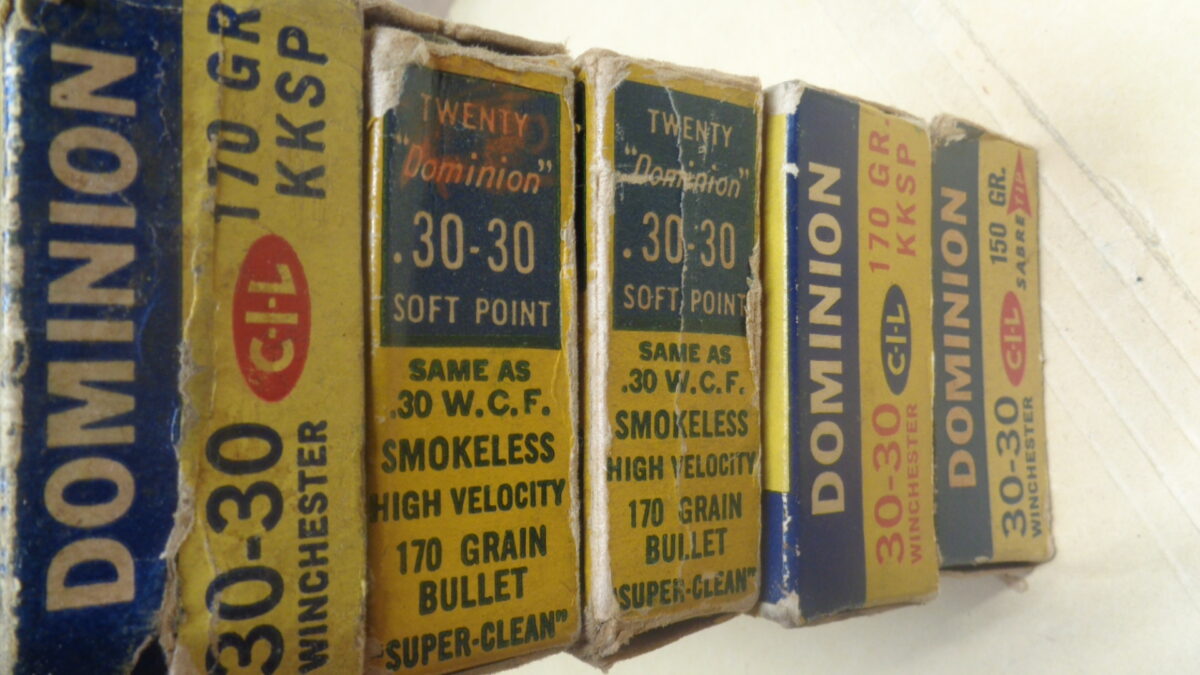 DOMINION
170 GR
KKSP
C-I-L
30-30
WINCHESTER
TWENTY
"Dominion"
.30-30
SOFT POINT
SAME AS
.30 W.C.F.
SMOKELESS
HIGH VELOCITY
170 GRAIN
BULLET
"SUPER-CLEAN"
TWENTY
"Dominion"
.30-30
SOFT POINT
SAME AS
.30 W.C.F.
SMOKELESS
HIGH VELOCITY
170 GRAIN
BULLET
"SUPER-CLEAN"
DOMINION
170 GR.
KKSP
C-I-L
30-30
WINCHESTER
DOMINION
150 GR.
SABRE TIP
C-I-L
30-30
WINCHESTER